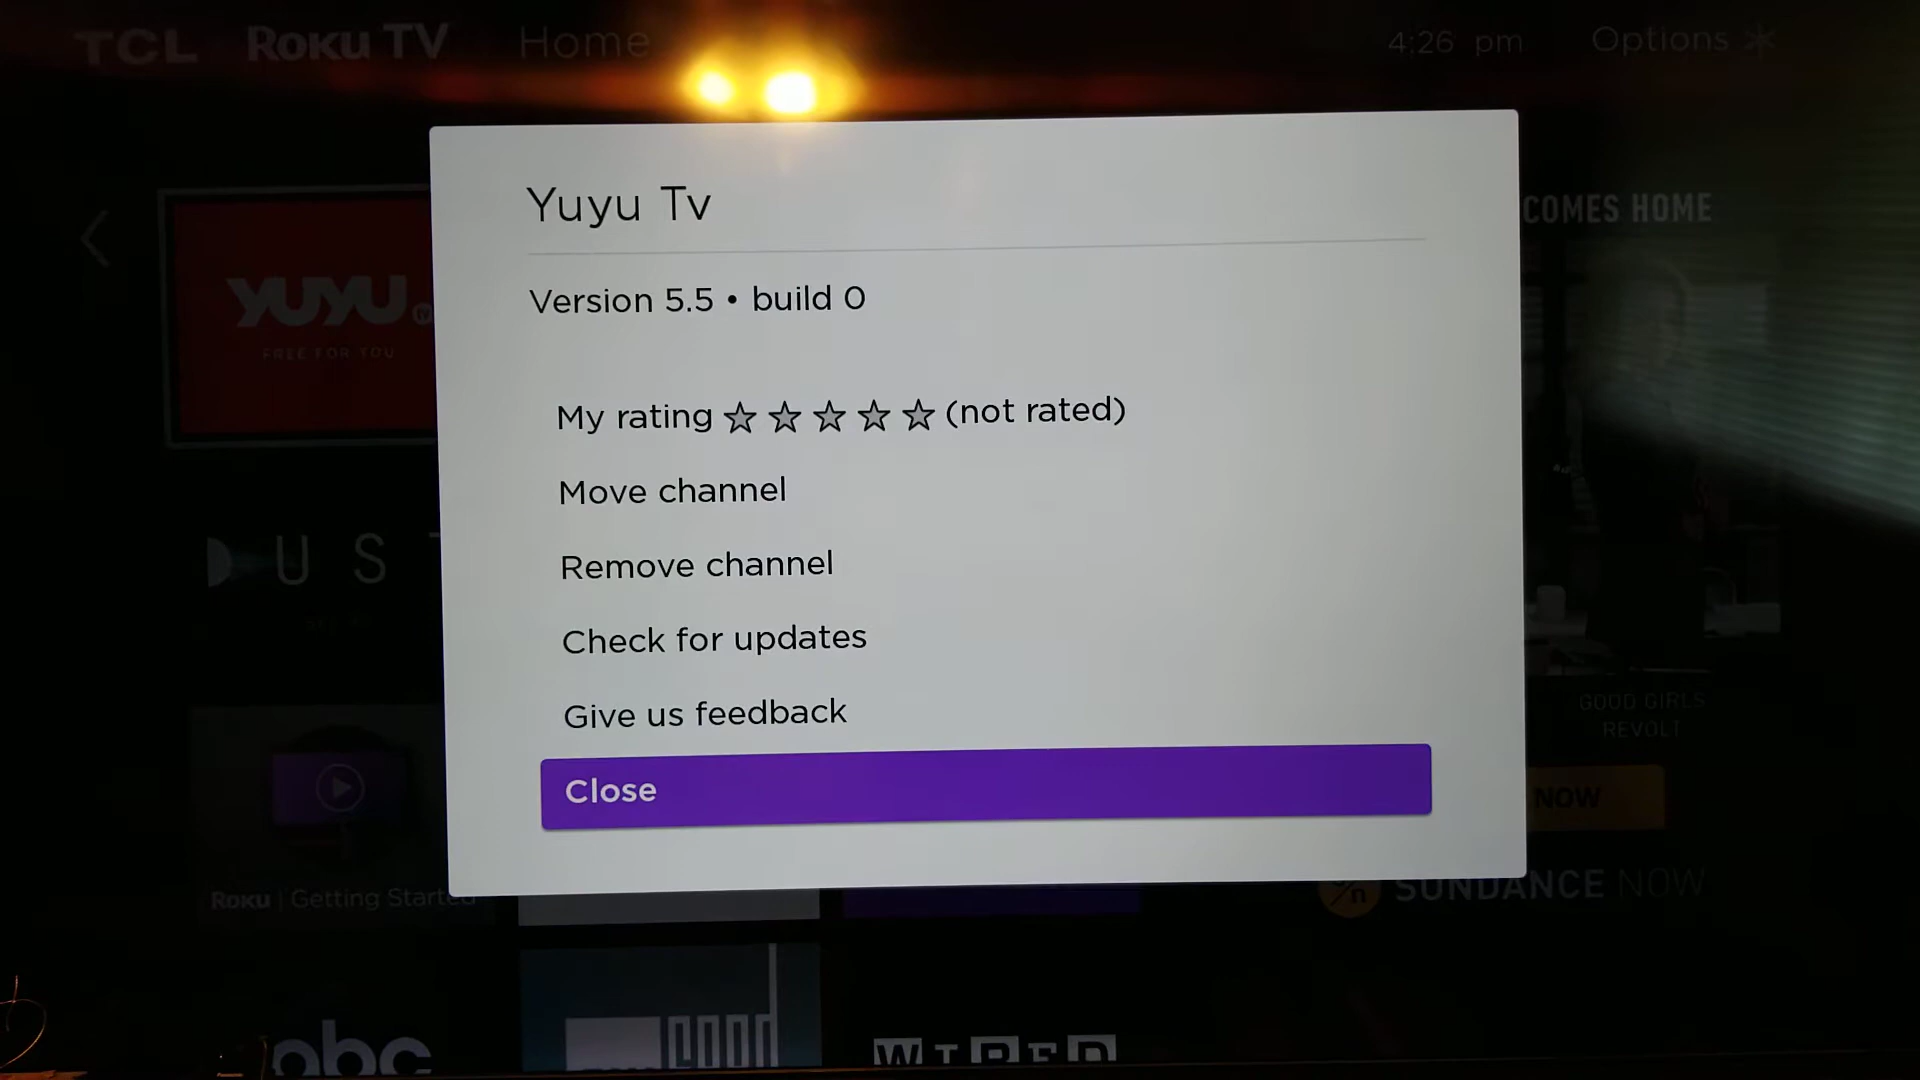 TCL Roku TV Home 4:26 pm Options
Yuyu Tv
COMES HOME
Version 5.5 • build 0
YUYU tv
FREE FOR YOU
My rating (not rated)
Move channel
Remove channel
DUS
Check for updates
Give us feedback
GOOD GIRLS
REVOLT
Close
NOW
Roku | Getting Started
SUNDANCE NOW
abc
WIRED